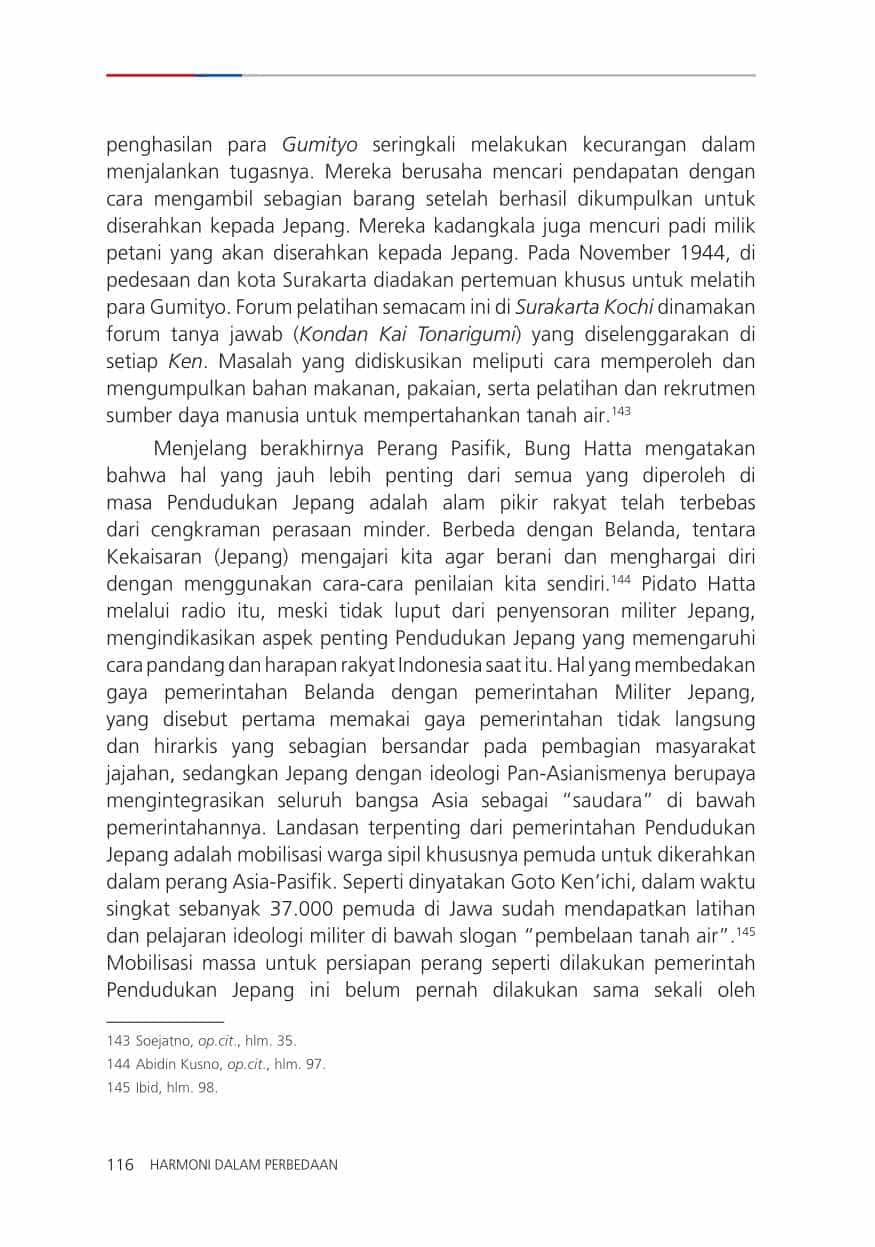 penghasilan para Gumityo seringkali melakukan kecurangan dalam
menjalankan tugasnya. Mereka berusaha mencari pendapatan dengan
cara mengambil sebagian barang setelah berhasil dikumpulkan untuk
diserahkan kepada Jepang. Mereka kadangkala juga mencuri padi milik
petani yang akan diserahkan kepada Jepang. Pada November 1944, di
pedesaan dan kota Surakarta diadakan pertemuan khusus untuk melatih
para Gumityo. Forum pelatihan semacam ini di Surakarta Kochi dinamakan
forum tanya jawab (Kondan Kai Tonarigumi) yang diselenggarakan di
setiap Ken. Masalah yang didiskusikan meliputi cara memperoleh dan
mengumpulkan bahan makanan, pakaian, serta pelatihan dan rekrutmen
sumber daya manusia untuk mempertahankan tanah air.143
Menjelang berakhirnya Perang Pasifik, Bung Hatta mengatakan
bahwa hal yang jauh lebih penting dari semua yang diperoleh di
masa Pendudukan Jepang adalah alam pikir rakyat telah terbebas
dari cengkraman perasaan minder. Berbeda dengan Belanda, tentara
Kekaisaran (Jepang) mengajari kita agar berani dan menghargai diri
dengan menggunakan cara-cara penilaian kita sendiri.144 Pidato Hatta
melalui radio itu, meski tidak luput dari penyensoran militer Jepang,
mengindikasikan aspek penting Pendudukan Jepang yang memengaruhi
cara pandang dan harapan rakyat Indonesia saat itu. Hal yang membedakan
gaya pemerintahan Belanda dengan pemerintahan Militer Jepang,
yang disebut pertama memakai gaya pemerintahan tidak langsung
dan hirarkis yang sebagian bersandar pada pembagian masyarakat
jajahan, sedangkan Jepang dengan ideologi Pan-Asianismenya berupaya
mengintegrasikan seluruh bangsa Asia sebagai “saudara” di bawah
pemerintahannya. Landasan terpenting dari pemerintahan Pendudukan
Jepang adalah mobilisasi warga sipil khususnya pemuda untuk dikerahkan
dalam perang Asia-Pasifik. Seperti dinyatakan Goto Ken’ichi, dalam waktu
singkat sebanyak 37.000 pemuda di Jawa sudah mendapatkan latihan
dan pelajaran ideologi militer di bawah slogan “pembelaan tanah air”.145
Mobilisasi massa untuk persiapan perang seperti dilakukan pemerintah
Pendudukan Jepang ini belum pernah dilakukan sama sekali oleh
143 Soejatno, op.cit., hlm. 35.
144 Abidin Kusno, op.cit., hlm. 97.
145 Ibid, hlm. 98.
116 HARMONI DALAM PERBEDAAN